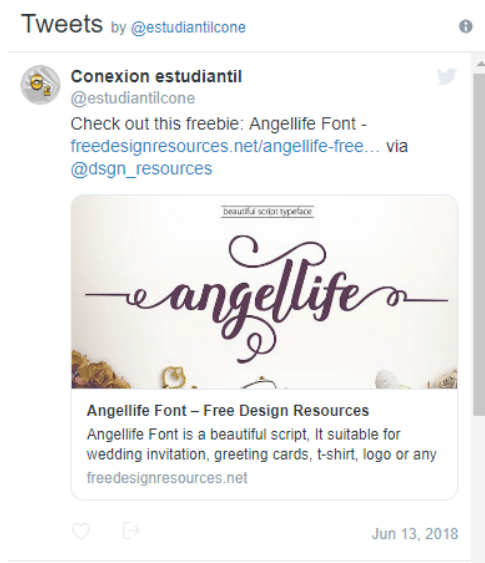 Tweets by @estudiantilcone
Conexion estudiantil
@estudiantilcone
Check out this freebie: Angellife Font -
freedesignresources.net/angellife-free… via
@dsgn_resources
beautiful script typeface
angellife
Angellife Font – Free Design Resources
Angellife Font is a beautiful script, It suitable for
wedding invitation, greeting cards, t-shirt, logo or any
freedesignresources.net
Jun 13, 2018